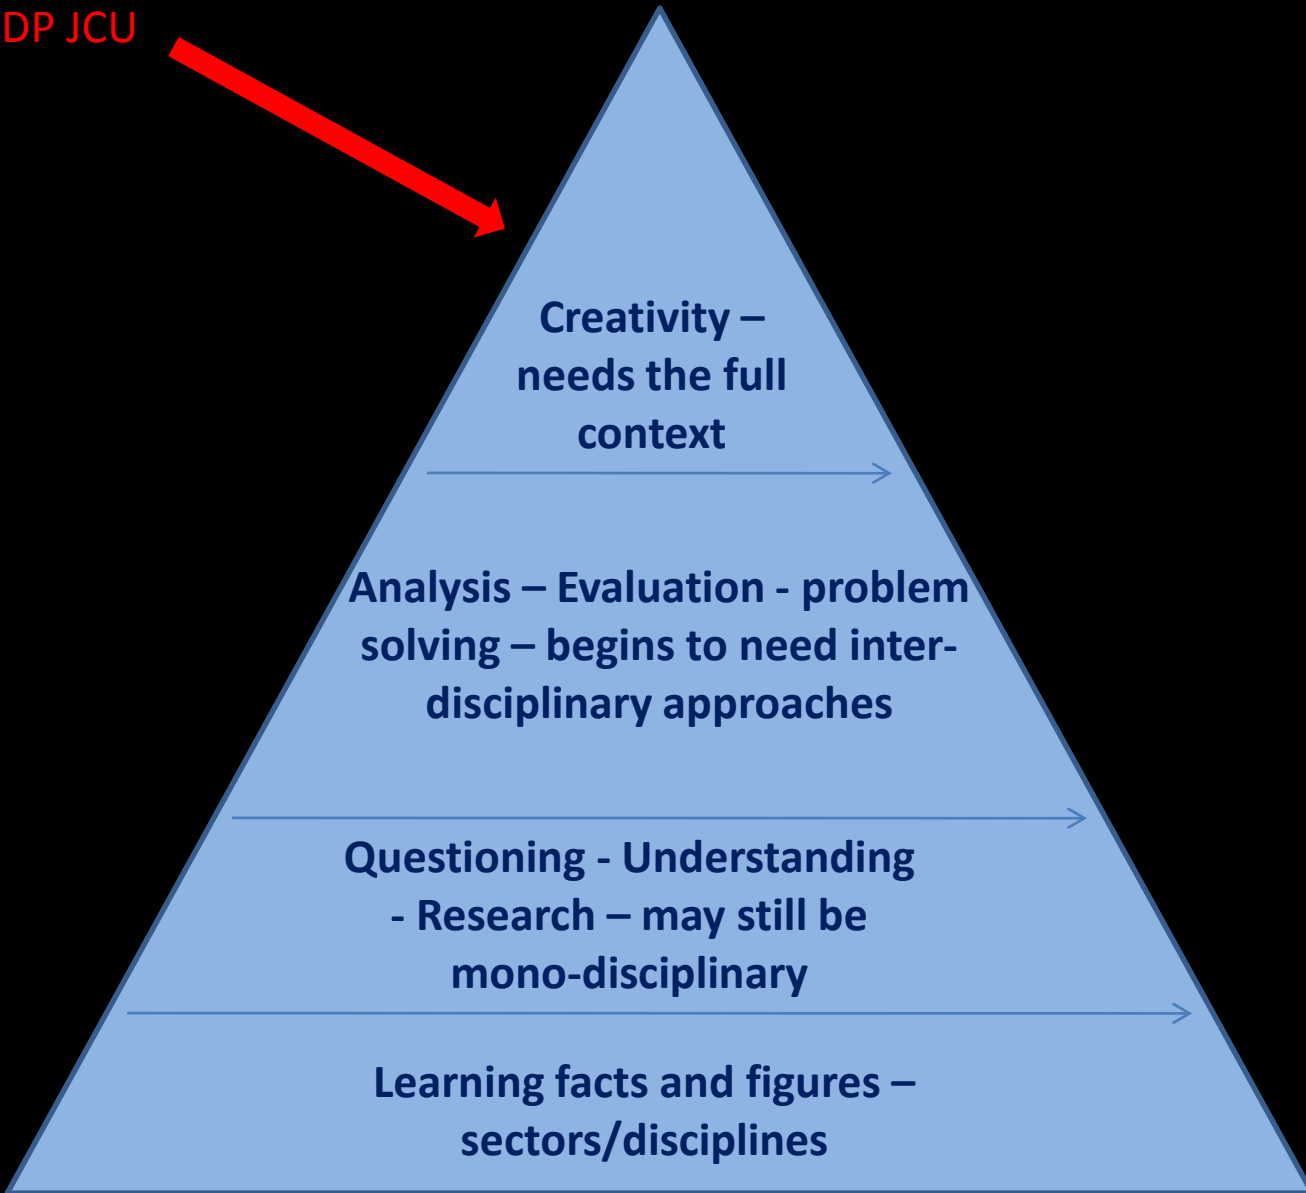 DP JCU
Creativity –
needs the full
context
Analysis – Evaluation - problem
solving – begins to need inter-
disciplinary approaches
Questioning - Understanding
- Research – may still be
mono-disciplinary
Learning facts and figures –
sectors/disciplines